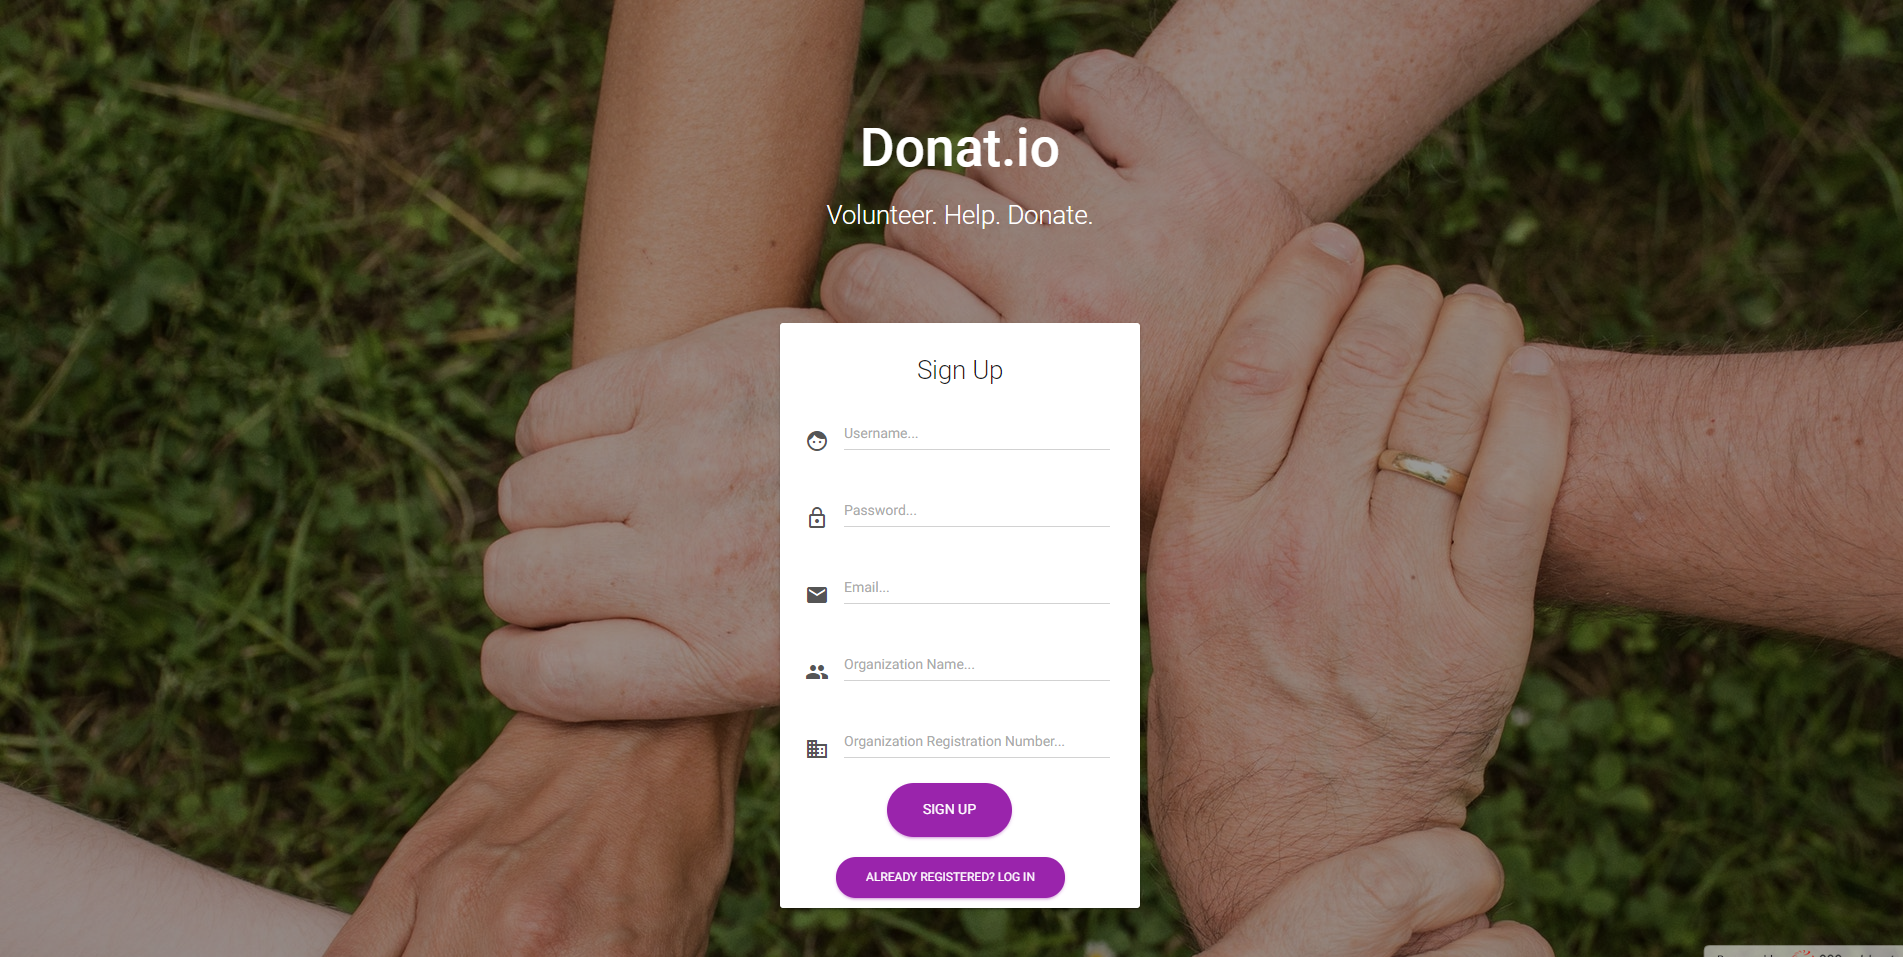 Donat.io
Volunteer. Help. Donate.
Sign Up
Username...
Password...
Email...
Organization Name...
Organization Registration Number...
SIGN UP
ALREADY REGISTERED? LOG IN